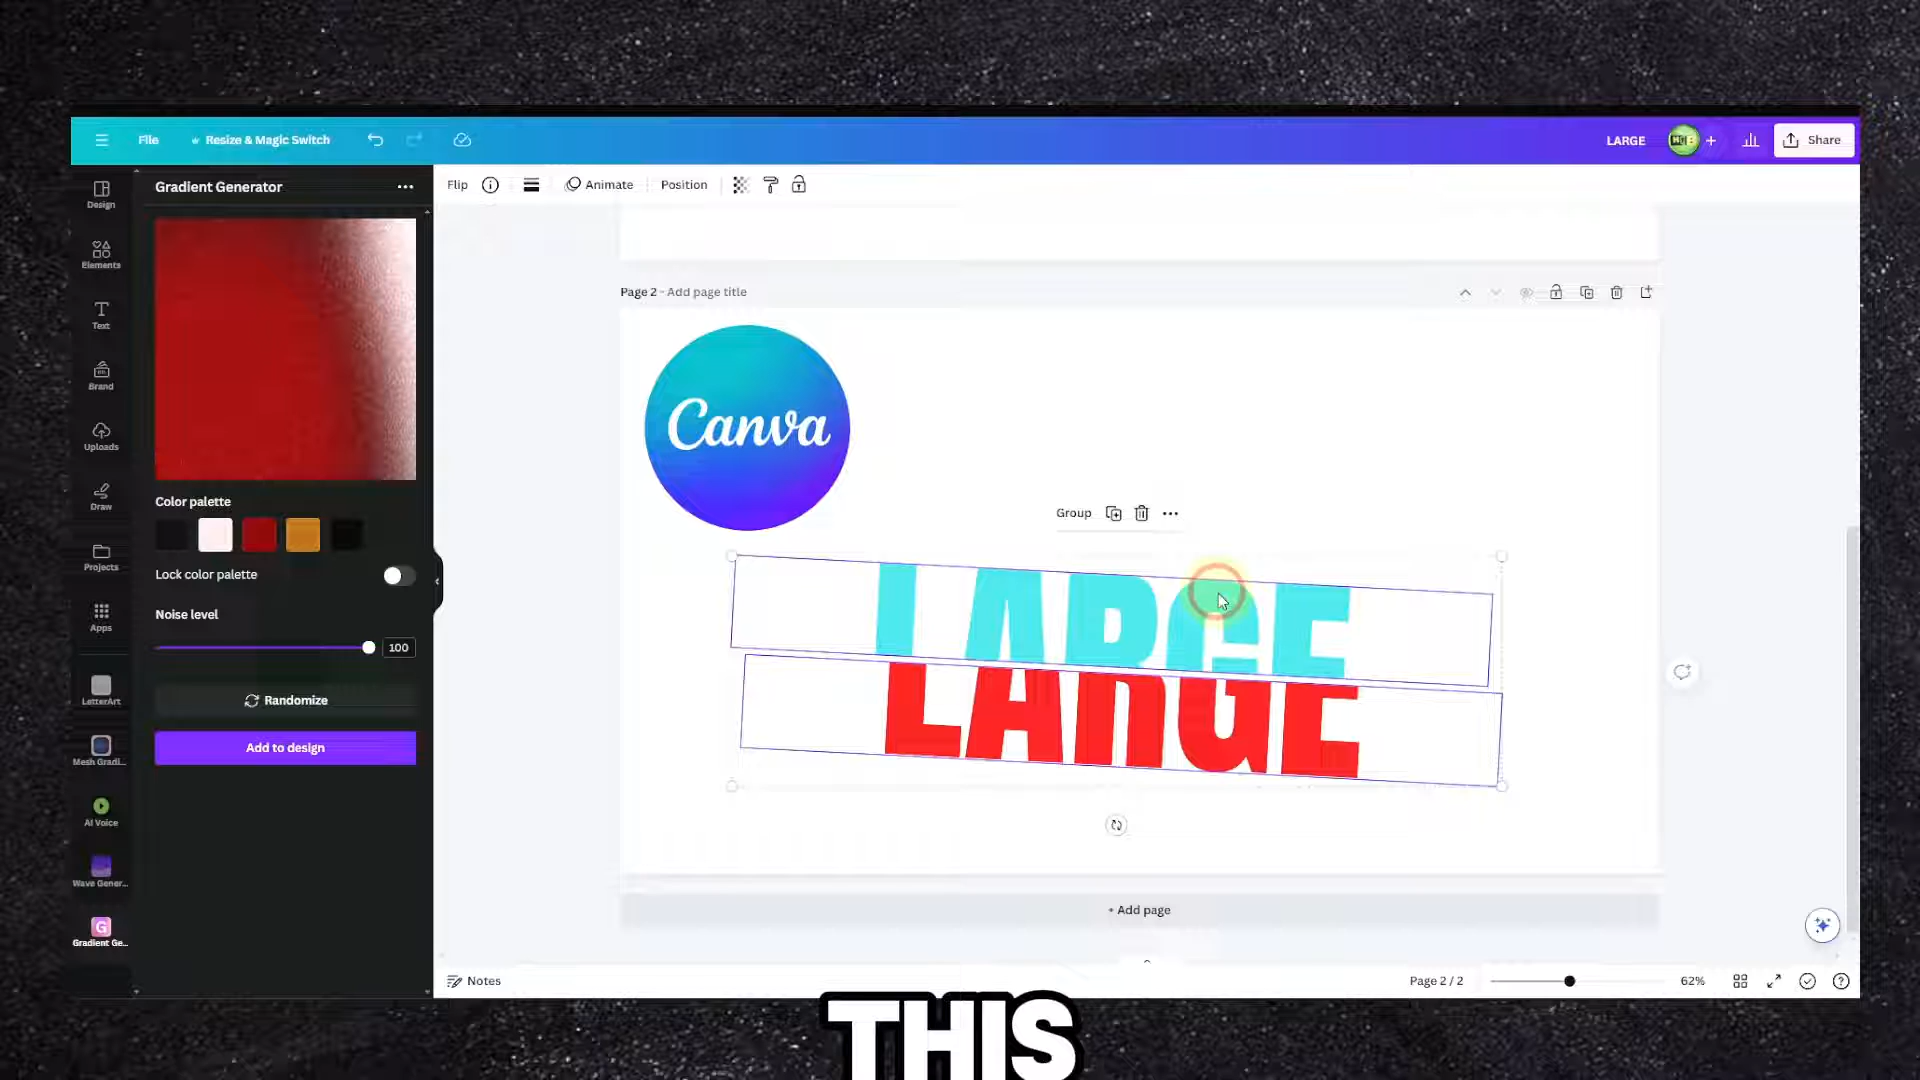 File
Resize & Magic Switch
LARGE
Share
Design
Elements
Text
Brand
Uploads
Draw
Projects
Apps
LetterArt
Mesh Gradi...
AI Voice
Wave Gener...
Gradient Ge...
Gradient Generator
Color palette
Lock color palette
Noise level
100
Randomize
Add to design
Flip
Animate
Position
Page 2 - Add page title
Canva
Group
LARGE
LARGE
+ Add page
Notes
Page 2 / 2
62%
THIS